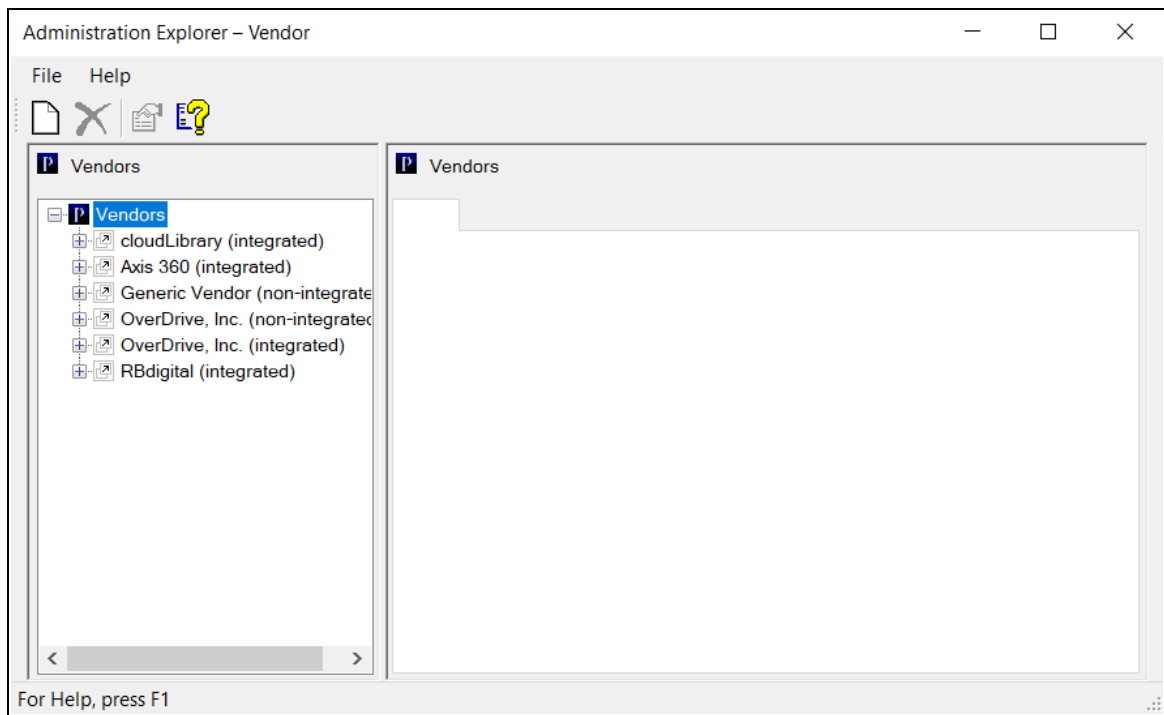 Administration Explorer – Vendor
File Help
P Vendors
P Vendors
P Vendors
cloudLibrary (integrated)
Axis 360 (integrated)
Generic Vendor (non-integrate
OverDrive, Inc. (non-integrated
OverDrive, Inc. (integrated)
RBdigital (integrated)
For Help, press F1